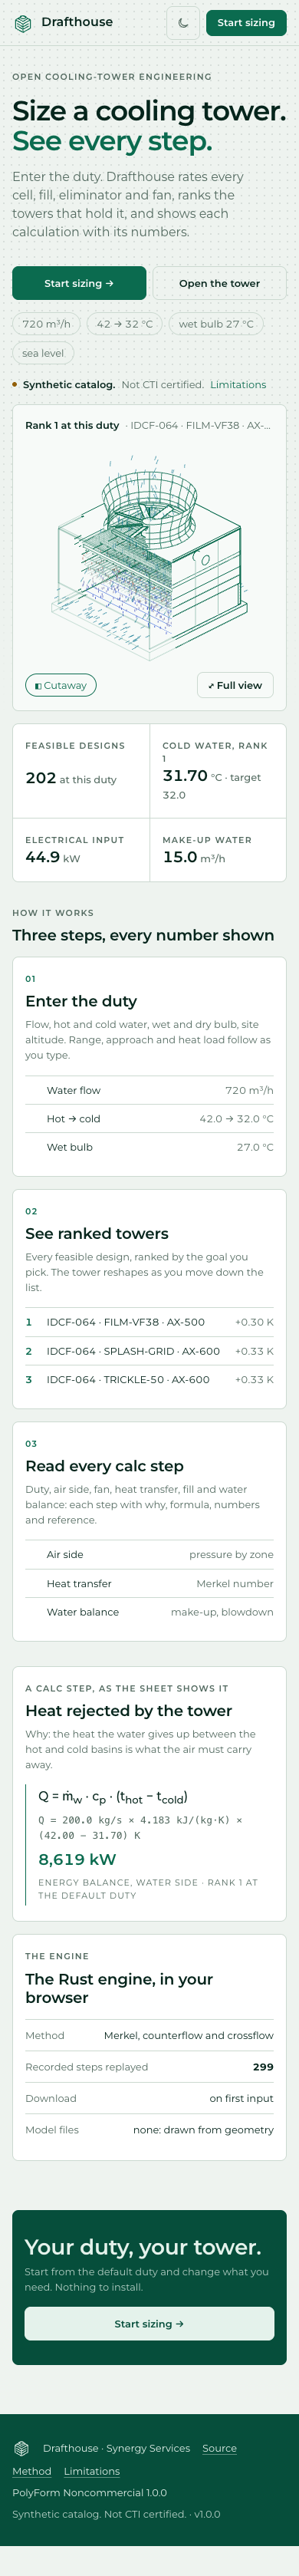 Drafthouse
Start sizing
OPEN COOLING-TOWER ENGINEERING
Size a cooling tower.
See every step.
Enter the duty. Drafthouse rates every
cell, fill, eliminator and fan, ranks the
towers that hold it, and shows each
calculation with its numbers.
Start sizing →
Open the tower
720 m³/h
42 → 32 °C
wet bulb 27 °C
sea level
Synthetic catalog. Not CTI certified. Limitations
Rank 1 at this duty · IDCF-064 · FILM-VF38 · AX-...
Cutaway
Full view
FEASIBLE DESIGNS
202 at this duty
COLD WATER, RANK
1
31.70 °C · target
32.0
ELECTRICAL INPUT
44.9 kW
MAKE-UP WATER
15.0 m³/h
HOW IT WORKS
Three steps, every number shown
01
Enter the duty
Flow, hot and cold water, wet and dry bulb, site
altitude. Range, approach and heat load follow as
you type.
Water flow 720 m³/h
Hot → cold 42.0 → 32.0 °C
Wet bulb 27.0 °C
02
See ranked towers
Every feasible design, ranked by the goal you
pick. The tower reshapes as you move down the
list.
1 IDCF-064 · FILM-VF38 · AX-500 +0.30 K
2 IDCF-064 · SPLASH-GRID · AX-600 +0.33 K
3 IDCF-064 · TRICKLE-50 · AX-600 +0.33 K
03
Read every calc step
Duty, air side, fan, heat transfer, fill and water
balance: each step with why, formula, numbers
and reference.
Air side pressure by zone
Heat transfer Merkel number
Water balance make-up, blowdown
A CALC STEP, AS THE SHEET SHOWS IT
Heat rejected by the tower
Why: the heat the water gives up between the
hot and cold basins is what the air must carry
away.
Q = ṁw · cp · (thot − tcold)
Q = 200.0 kg/s × 4.183 kJ/(kg·K) ×
(42.00 − 31.70) K
8,619 kW
ENERGY BALANCE, WATER SIDE · RANK 1 AT
THE DEFAULT DUTY
THE ENGINE
The Rust engine, in your
browser
Method Merkel, counterflow and crossflow
Recorded steps replayed 299
Download on first input
Model files none: drawn from geometry
Your duty, your tower.
Start from the default duty and change what you
need. Nothing to install.
Start sizing →
Drafthouse · Synergy Services Source
Method Limitations
PolyForm Noncommercial 1.0.0
Synthetic catalog. Not CTI certified. · v1.0.0